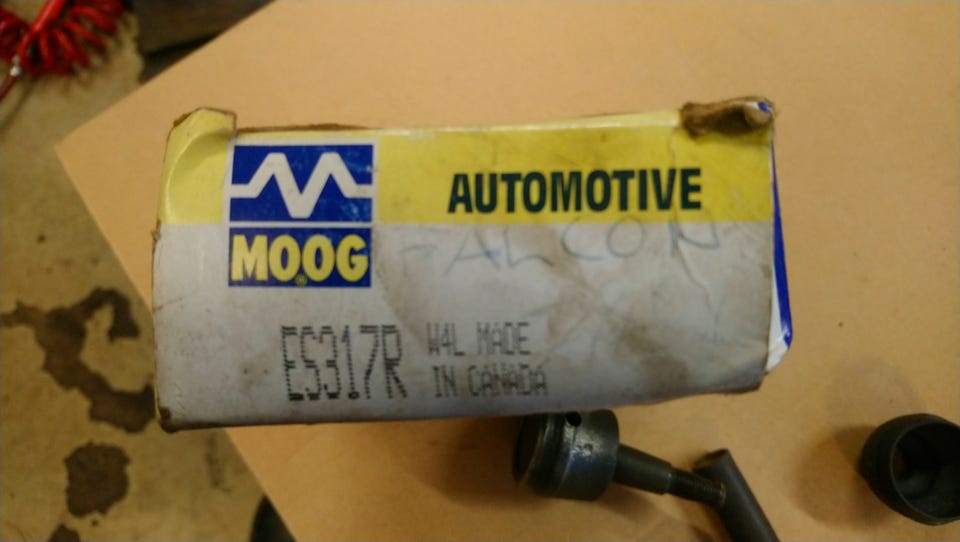 AUTOMOTIVE
MOOG
FALCON
ES317R
W4L MADE
IN CANADA